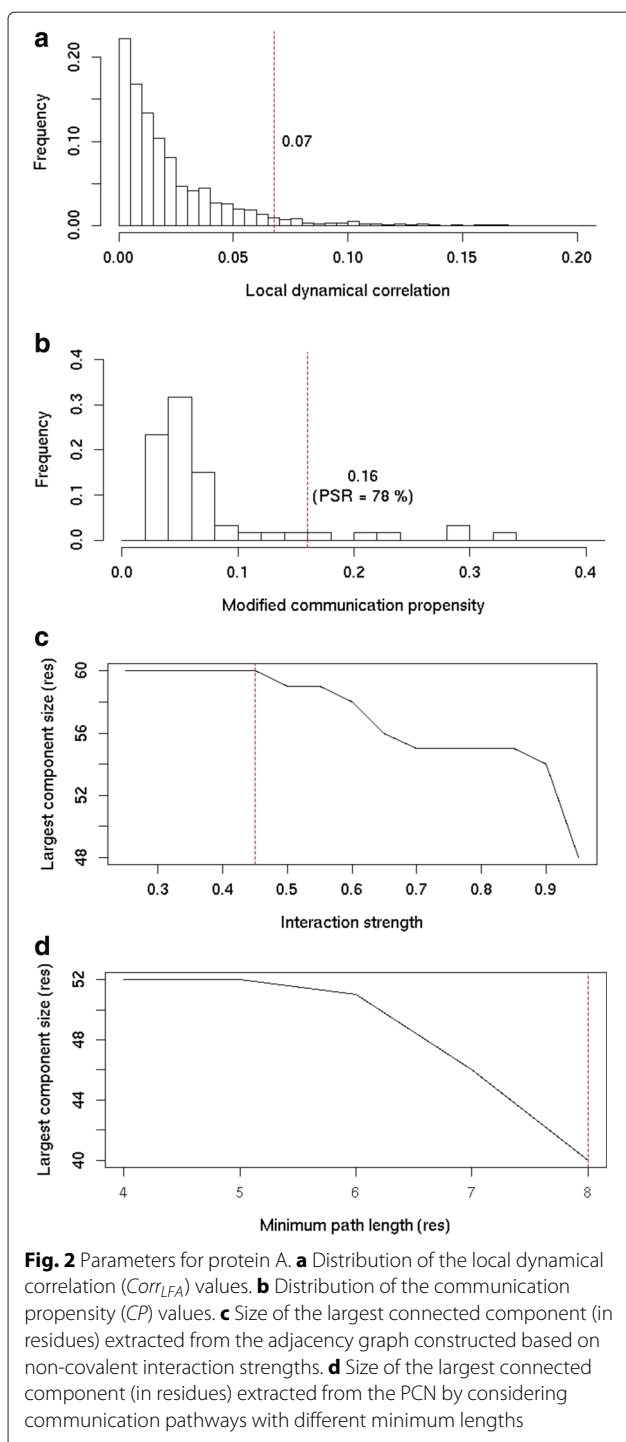 a
Frequency
0.00 0.10 0.20
0.07
0.00 0.05 0.10 0.15 0.20
Local dynamical correlation
b
Frequency
0.0 0.1 0.2 0.3 0.4
0.16
(PSR = 78 %)
0.0 0.1 0.2 0.3 0.4
Modified communication propensity
c
Largest component size (res)
48 52 56 60
0.3 0.4 0.5 0.6 0.7 0.8 0.9
Interaction strength
d
Largest component size (res)
40 44 48 52
4 5 6 7 8
Minimum path length (res)
Fig. 2 Parameters for protein A. a Distribution of the local dynamical
correlation (Corr_LFA) values. b Distribution of the communication
propensity (CP) values. c Size of the largest connected component (in
residues) extracted from the adjacency graph constructed based on
non-covalent interaction strengths. d Size of the largest connected
component (in residues) extracted from the PCN by considering
communication pathways with different minimum lengths